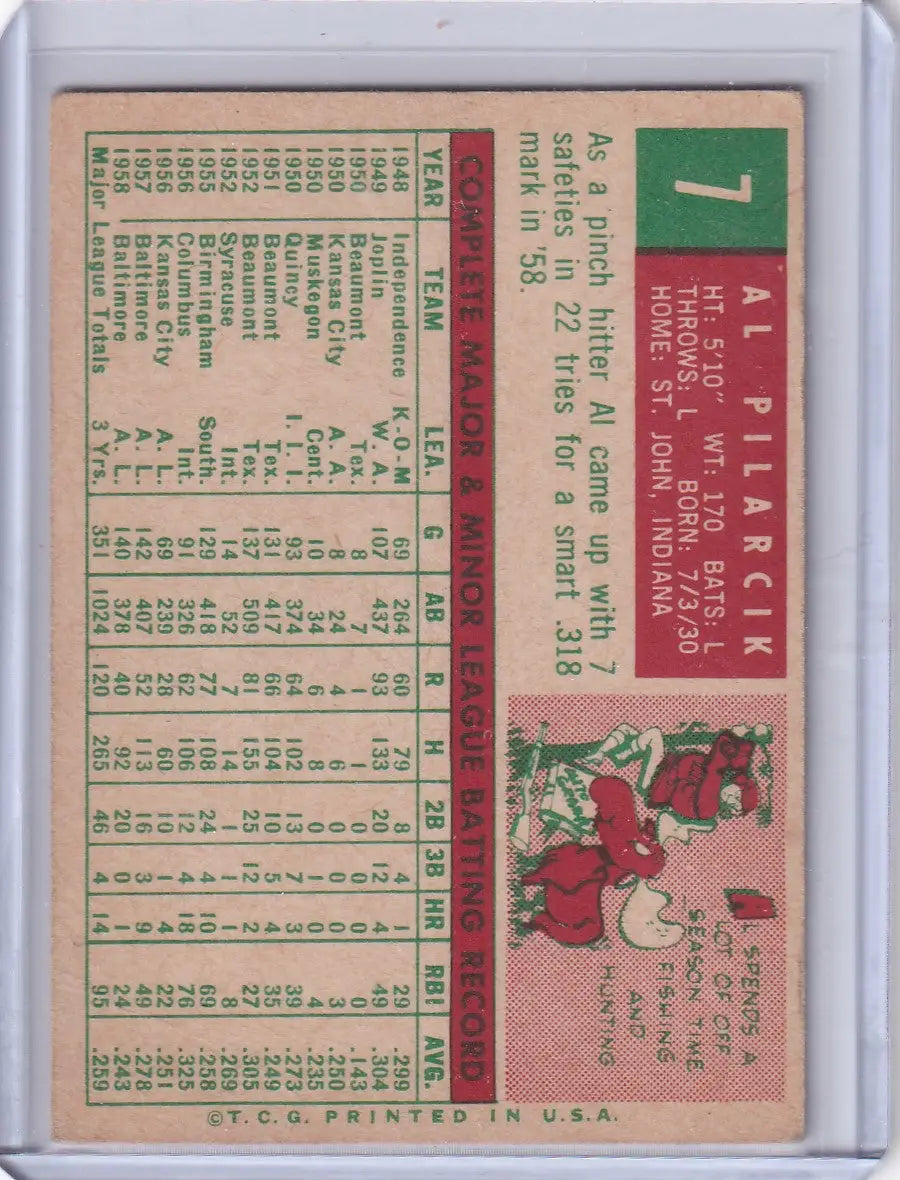 7
AL PILARCIK
HT: 5'10" WT: 170 BATS: L
THROWS: L BORN: 7/3/30
HOME: ST. JOHN, INDIANA
As a pinch hitter Al came up with 7
safeties in 22 tries for a smart .318
mark in '58.
AL SPENDS A
LOT OF OFF
SEASON TIME
FISHING
AND
HUNTING
COMPLETE MAJOR & MINOR LEAGUE BATTING RECORD
YEAR TEAM LEA. G AB R H 2B 3B HR RBI AVG.
1948 Independence K-O-M 69 264 60 79 8 4 1 29 .299
1949 Joplin W. A. 107 437 93 133 20 12 4 49 .304
1950 Beaumont Tex. 8 7 1 0 0 0 0 .143
1950 Kansas City A. A. 8 24 4 6 0 0 0 3 .250
1950 Muskegon Cent. 10 34 6 8 0 1 0 4 .235
1950 Quincy I. I. I. 93 374 64 102 13 7 3 39 .273
1951 Beaumont Tex. 131 417 66 104 10 5 4 35 .249
1952 Beaumont Tex. 137 509 81 155 25 12 2 27 .305
1952 Syracuse Int. 14 52 7 14 1 1 1 8 .269
1955 Birmingham South. 129 418 77 108 24 4 10 69 .258
1956 Columbus Int. 91 326 62 106 12 4 18 76 .325
1956 Kansas City A. L. 69 239 28 60 10 1 4 22 .251
1957 Baltimore A. L. 142 407 52 113 16 3 9 49 .278
1958 Baltimore A. L. 140 378 40 92 20 0 1 24 .243
Major League Totals 3 Yrs. 351 1024 120 265 46 4 14 95 .259
©T.C.G. PRINTED IN U.S.A.